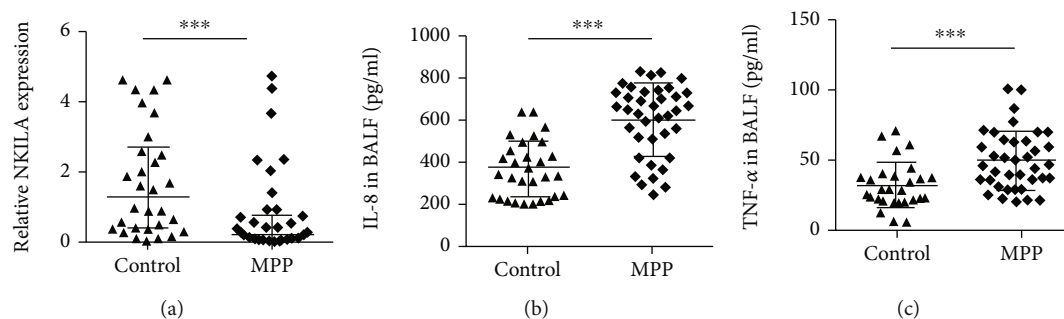 Relative NKILA expression
6
4
2
0
***
Control
MPP
(a)
IL-8 in BALF (pg/ml)
1000
800
600
400
200
0
***
Control
MPP
(b)
TNF-α in BALF (pg/ml)
150
100
50
0
***
Control
MPP
(c)